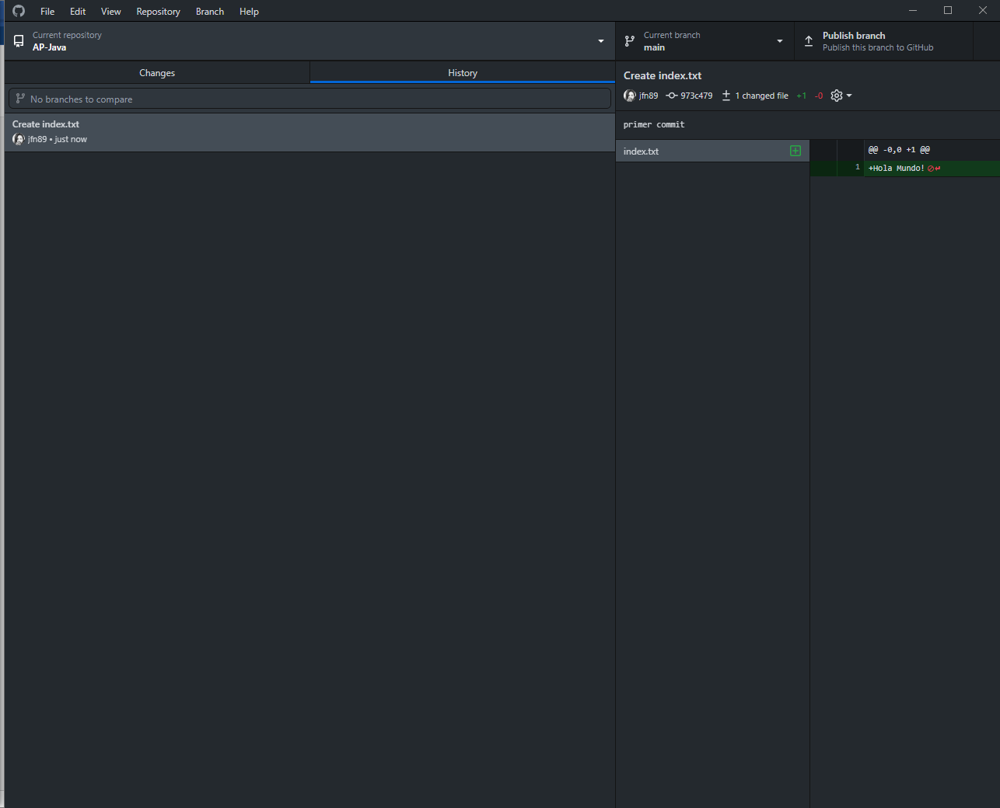 File Edit View Repository Branch Help
Current repository
AP-Java
Current branch
main
Publish branch
Publish this branch to GitHub
Changes
History
No branches to compare
Create index.txt
jfn89 • just now
Create index.txt
jfn89 973c479 1 changed file +1 -0
primer commit
index.txt
@@ -0,0 +1 @@
1 +Hola Mundo!